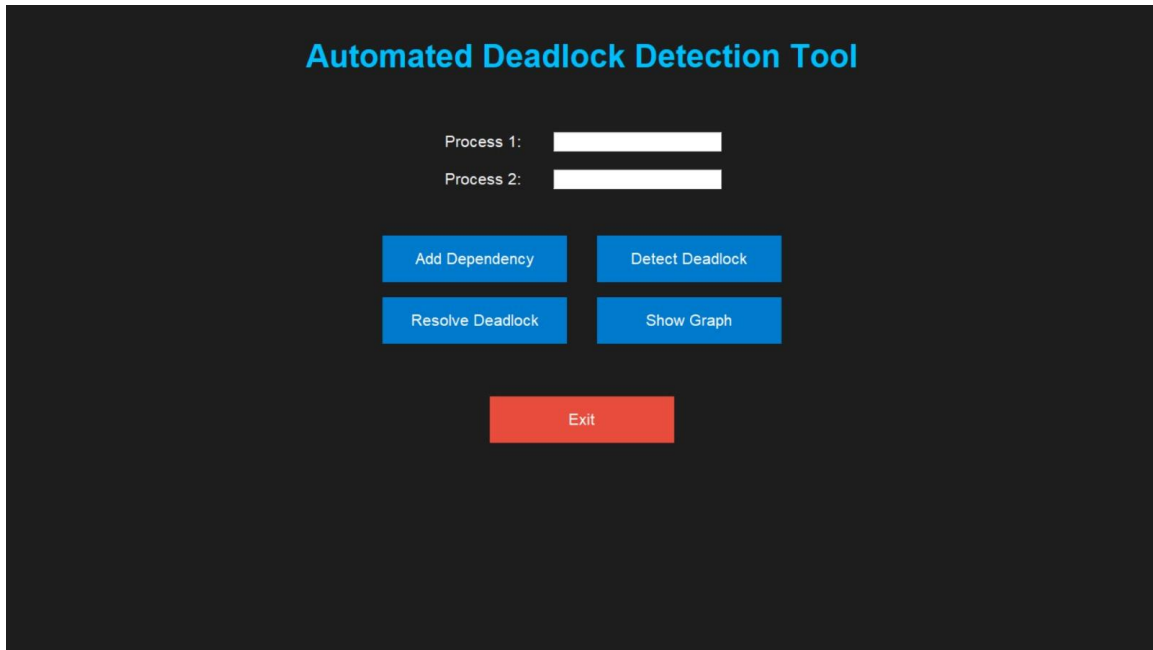 Automated Deadlock Detection Tool
Process 1:
Process 2:
Add Dependency Detect Deadlock
Resolve Deadlock Show Graph
Exit